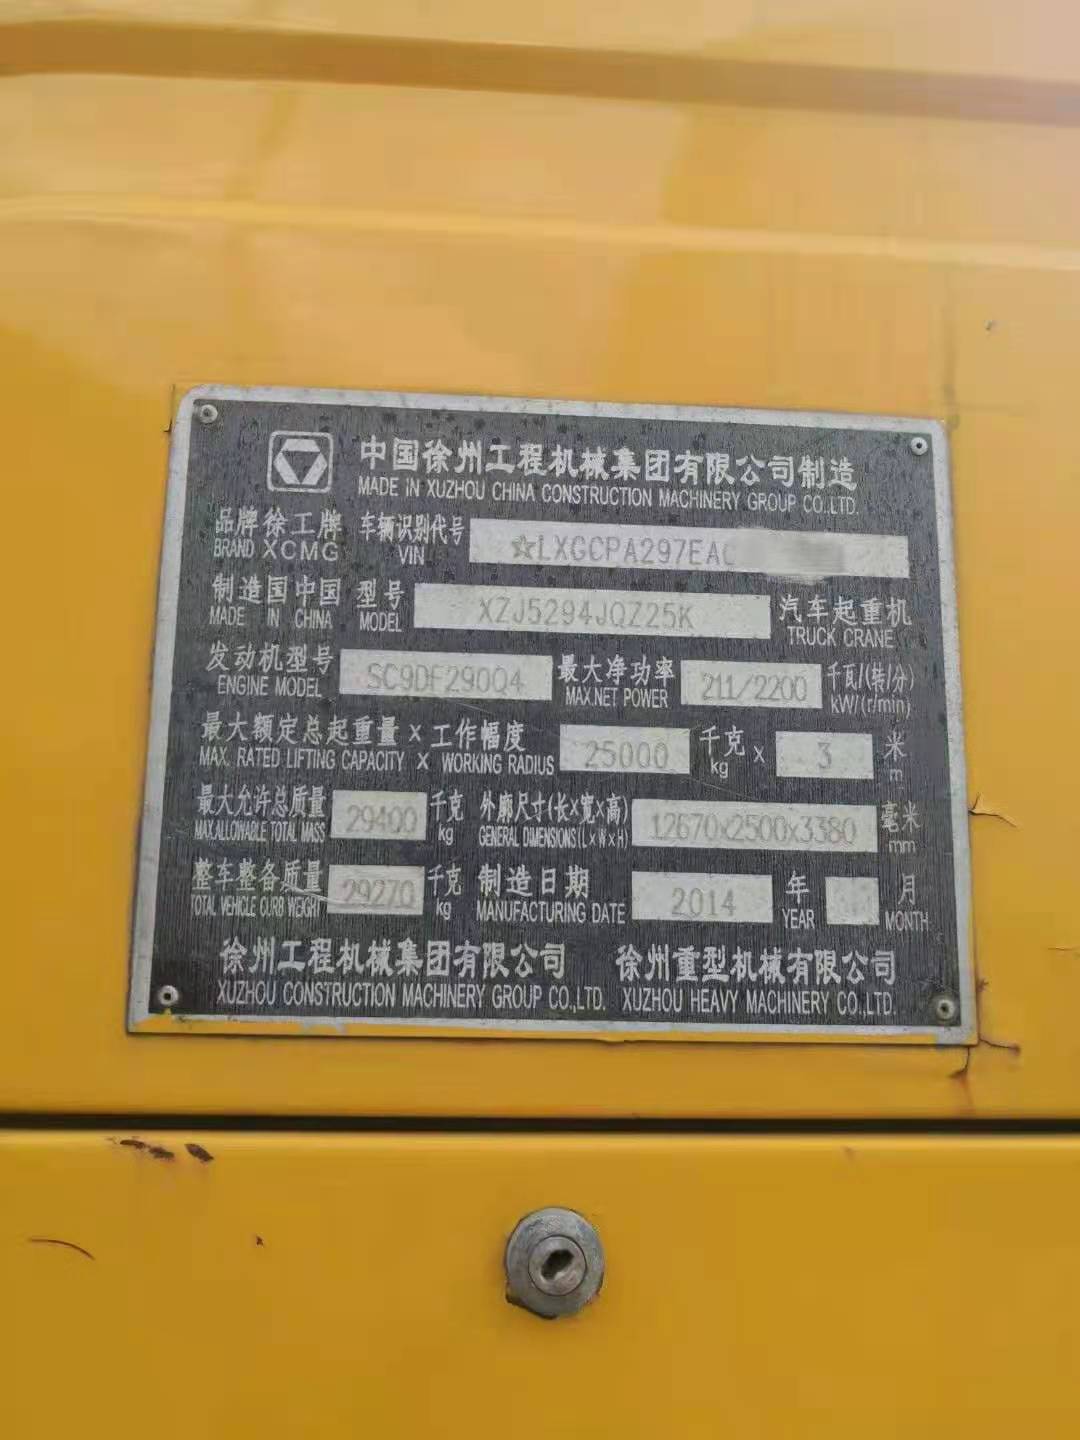 中国徐州工程机械集团有限公司制造
MADE IN XUZHOU CHINA CONSTRUCTION MACHINERY GROUP CO.,LTD.
品牌徐工牌 车辆识别代号 ☆LXGCPA297EA
BRAND XCMG VIN
制造国中国 型号 XZJ5294JQZ25K 汽车起重机
MADE IN CHINA MODEL TRUCK CRANE
发动机型号 SC9DF290Q4 最大净功率 211/2200 千瓦/(转/分)
ENGINE MODEL MAX.NET POWER kW/(r/min)
最大额定总起重量×工作幅度 25000 千克 × 3 米
MAX. RATED LIFTING CAPACITY × WORKING RADIUS kg m
最大允许总质量 29400 千克 外廓尺寸(长×宽×高) 12670x2500x3380 毫米
MAX.ALLOWABLE TOTAL MASS kg GENERAL DIMENSIONS(L×W×H) mm
整车整备质量 29270 千克 制造日期 2014 年 月
TOTAL VEHICLE CURB WEIGHT kg MANUFACTURING DATE YEAR MONTH
徐州工程机械集团有限公司 徐州重型机械有限公司
XUZHOU CONSTRUCTION MACHINERY GROUP CO.,LTD. XUZHOU HEAVY MACHINERY CO.,LTD.